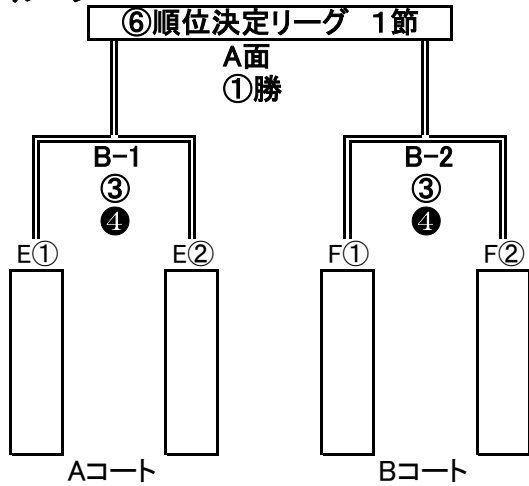 ⑥順位決定リーグ 1節
A面
①勝
B-1 B-2
③ ③
❹ ❹
E① E② F① F②
Aコート Bコート